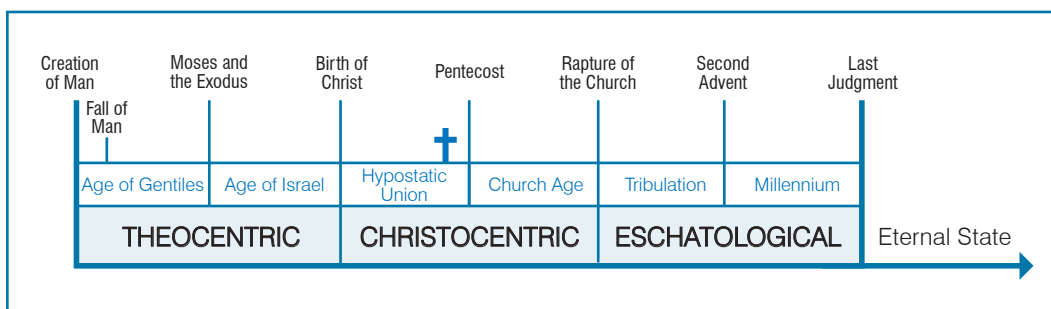 Creation
of Man
Fall of
Man
Moses and
the Exodus
Birth of
Christ
Pentecost
Rapture of
the Church
Second
Advent
Last
Judgment
Age of Gentiles
Age of Israel
Hypostatic
Union
Church Age
Tribulation
Millennium
THEOCENTRIC
CHRISTOCENTRIC
ESCHATOLOGICAL
Eternal State